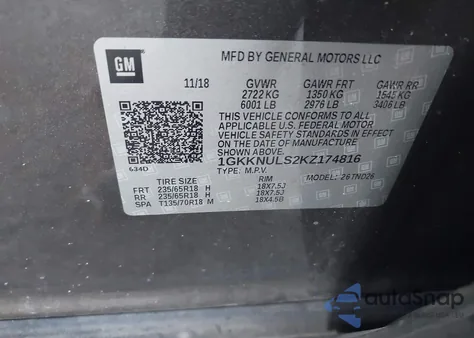 GM
MFD BY GENERAL MOTORS LLC
11/18 GVWR GAWR FRT GAWR RR
2722 KG 1350 KG 1545 KG
6001 LB 2976 LB 3406 LB
THIS VEHICLE CONFORMS TO ALL
APPLICABLE U.S. FEDERAL MOTOR
VEHICLE SAFETY STANDARDS IN
EFFECT ON THE DATE OF
MANUFACTURE SHOWN ABOVE.
1GKKNULS2KZ174816
TYPE: M.P.V. MODEL: 26TND26
634D
TIRE SIZE RIM
FRT 235/65R18 H 18X7.5J
RR 235/65R18 H 18X7.5J
SPA T135/70R18 M 18X4.5B
autoSnap